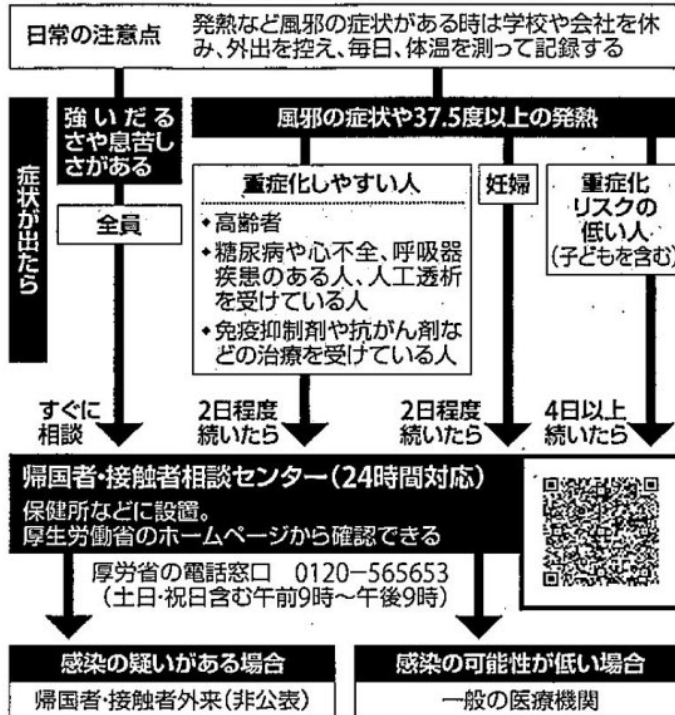 日常の注意点
発熱など風邪の症状がある時は学校や会社を休
み、外出を控え、毎日、体温を測って記録する
症状が出たら
強いだる
さや息苦し
さがある
全員
風邪の症状や37.5度以上の発熱
重症化しやすい人
◆高齢者
◆糖尿病や心不全、呼吸器
疾患のある人、人工透析
を受けている人
◆免疫抑制剤や抗がん剤な
どの治療を受けている人
妊婦
重症化
リスクの
低い人
(子どもを含む)
すぐに
相談
2日程度
続いたら
2日程度
続いたら
4日以上
続いたら
帰国者・接触者相談センター(24時間対応)
保健所などに設置。
厚生労働省のホームページから確認できる
厚労省の電話窓口 0120−565653
(土日・祝日含む午前9時〜午後9時)
感染の疑いがある場合
帰国者・接触者外来(非公表)
感染の可能性が低い場合
一般の医療機関